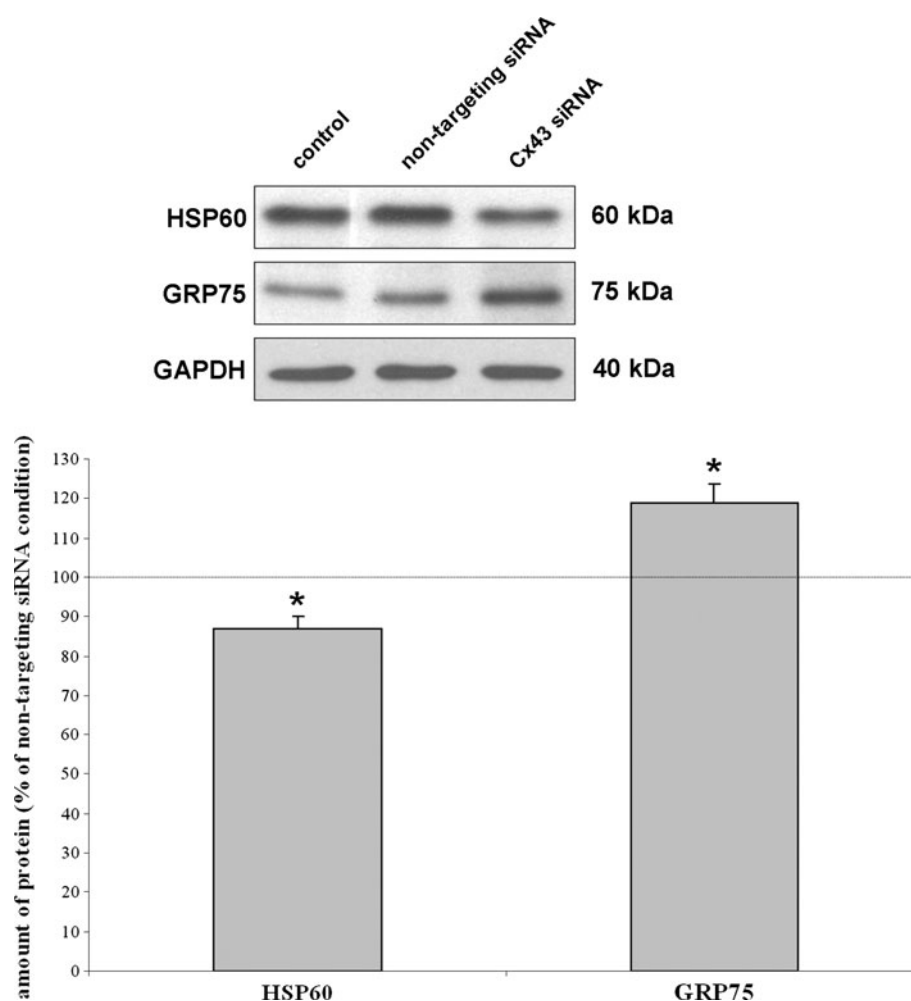 control
non-targeting siRNA
Cx43 siRNA
HSP60 60 kDa
GRP75 75 kDa
GAPDH 40 kDa
amount of protein (% of non-targeting siRNA condition)
130
120
110
100
90
80
70
60
50
40
30
20
10
0
*
*
HSP60 GRP75